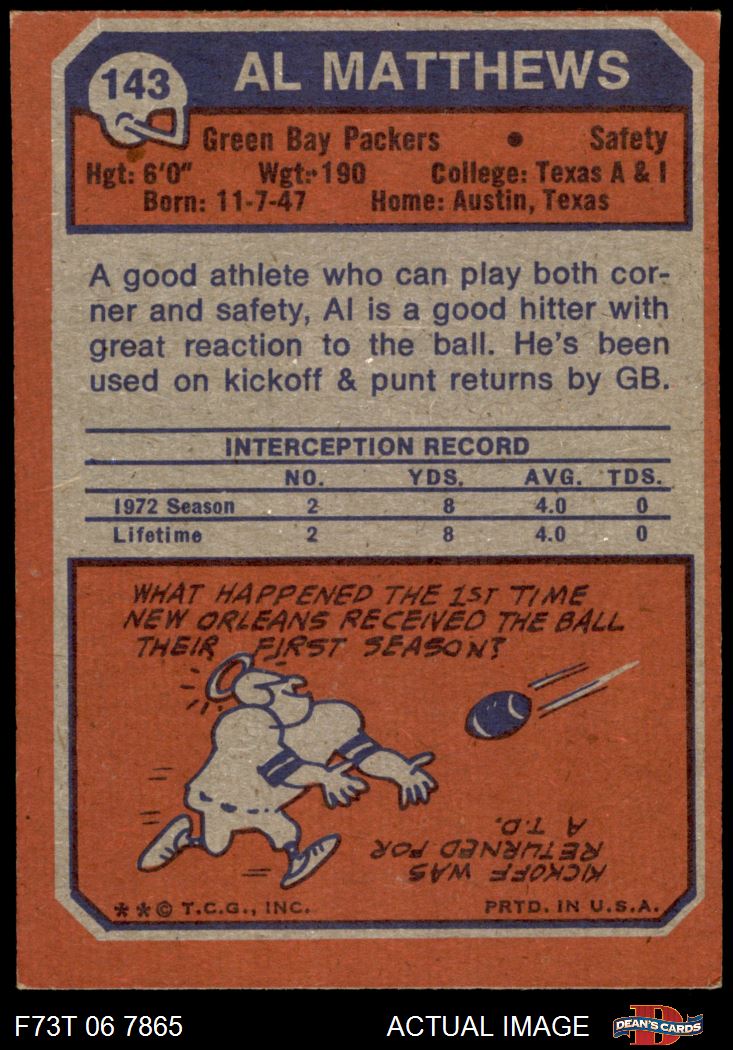 143
AL MATTHEWS
Green Bay Packers • Safety
Hgt: 6'0" Wgt: 190 College: Texas A & I
Born: 11-7-47 Home: Austin, Texas
A good athlete who can play both cor-
ner and safety, Al is a good hitter with
great reaction to the ball. He's been
used on kickoff & punt returns by GB.
INTERCEPTION RECORD
NO. YDS. AVG. TDS.
1972 Season 2 8 4.0 0
Lifetime 2 8 4.0 0
WHAT HAPPENED THE 1ST TIME
NEW ORLEANS RECEIVED THE BALL
THEIR FIRST SEASON?
KICKOFF WAS
RETURNED FOR
A T.D.
**© T.C.G., INC. PRTD. IN U.S.A.
F73T 06 7865 ACTUAL IMAGE
D
DEAN'S CARDS